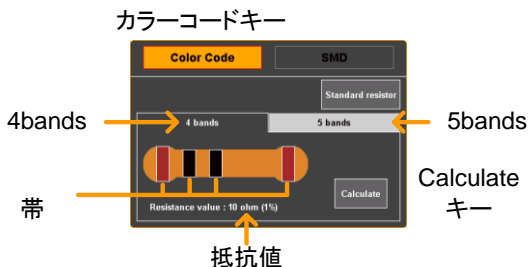 カラーコードキー
Color Code
SMD
Standard resistor
4bands
4 bands
5 bands
5bands
Calculate
キー
帯
Calculate
Resistance value : 10 ohm (1%)
抵抗値